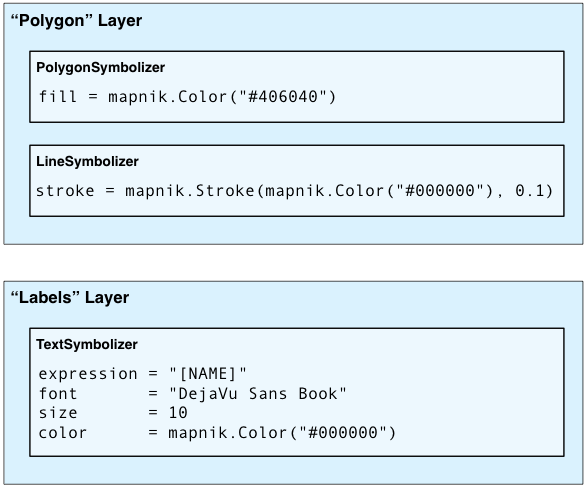 “Polygon” Layer
PolygonSymbolizer
fill = mapnik.Color("#406040")
LineSymbolizer
stroke = mapnik.Stroke(mapnik.Color("#000000"), 0.1)
“Labels” Layer
TextSymbolizer
expression = "[NAME]"
font       = "DejaVu Sans Book"
size       = 10
color      = mapnik.Color("#000000")